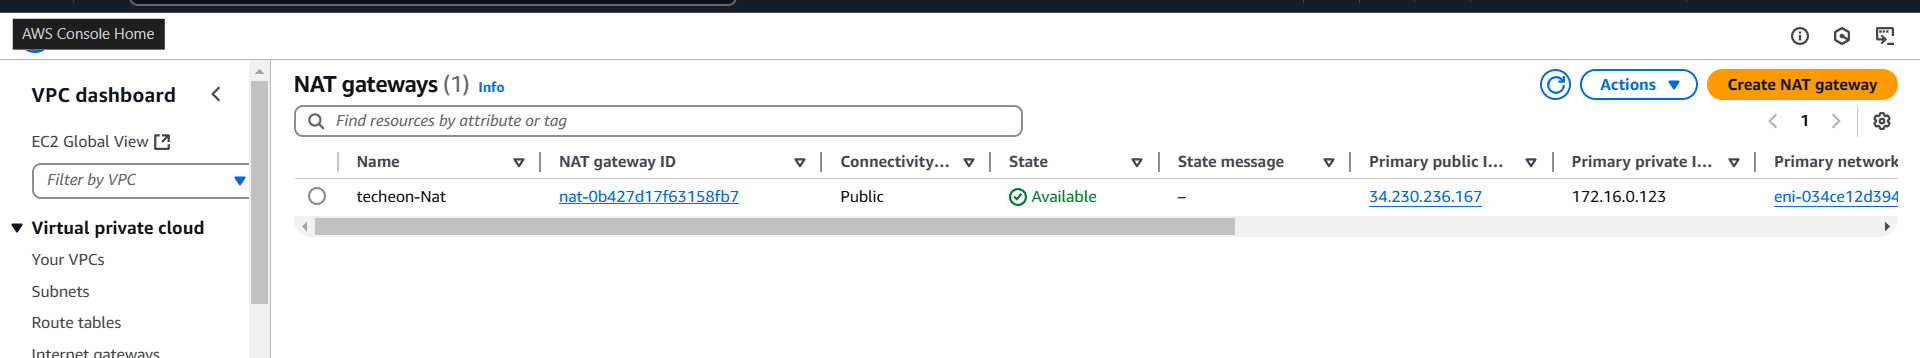 AWS Console Home
VPC dashboard
EC2 Global View
Filter by VPC
Virtual private cloud
Your VPCs
Subnets
Route tables
Internet gateways
NAT gateways (1) Info
Actions
Create NAT gateway
Find resources by attribute or tag
1
Name NAT gateway ID Connectivity... State State message Primary public I... Primary private I... Primary network
techeon-Nat nat-0b427d17f63158fb7 Public Available – 34.230.236.167 172.16.0.123 eni-034ce12d394